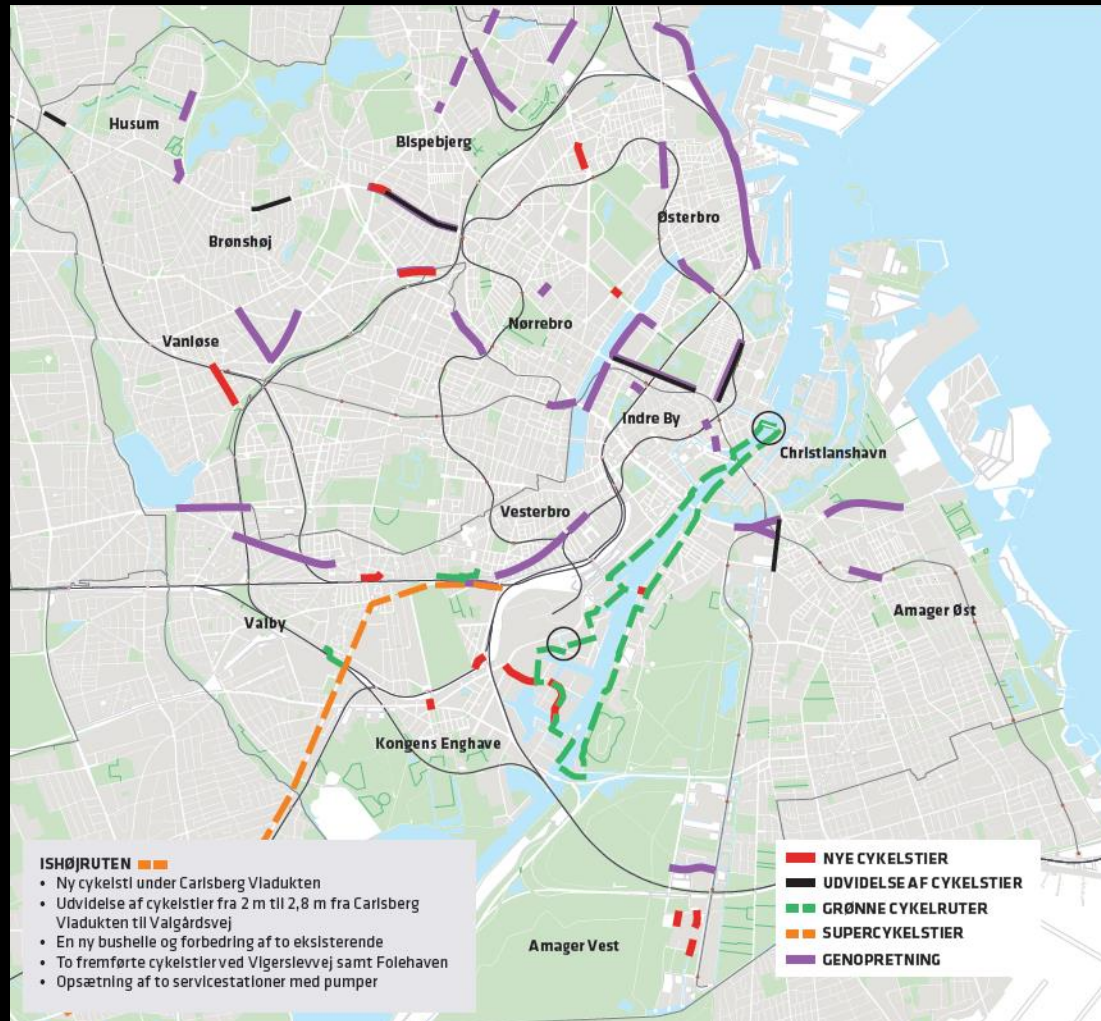 Husum
Bispebjerg
Østerbro
Brønshøj
Nørrebro
Vanløse
Indre By
Christianshavn
Vesterbro
Amager Øst
Valby
Kongens Enghave
Amager Vest
ISHØJRUTEN
• Ny cykelsti under Carlsberg Viadukten
• Udvidelse af cykelstier fra 2 m til 2,8 m fra Carlsberg
Viadukten til Valgårdsvej
• En ny bushelle og forbedring af to eksisterende
• To fremførte cykelstier ved Vigerslevvej samt Folehaven
• Opsætning af to servicestationer med pumper
NYE CYKELSTIER
UDVIDELSE AF CYKELSTIER
GRØNNE CYKELRUTER
SUPERCYKELSTIER
GENOPRETNING